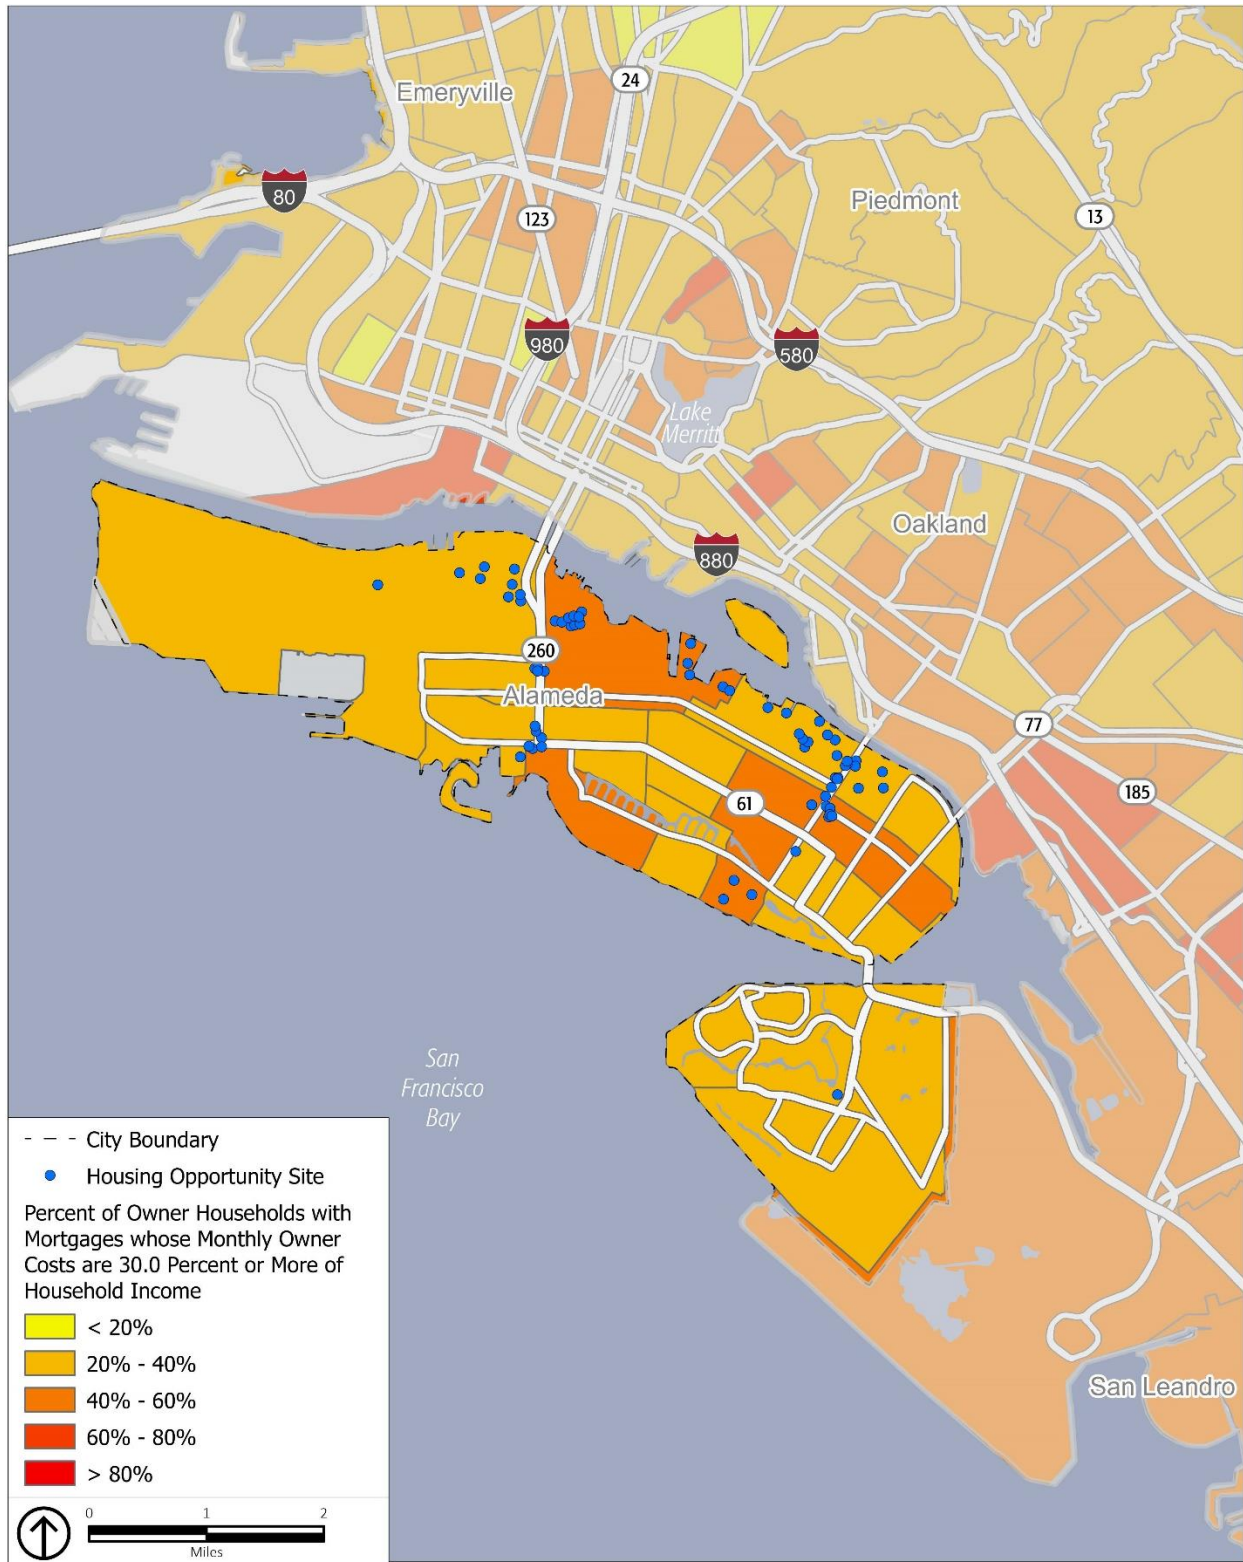 24
Emeryville
80
Piedmont
123
13
980
580
Lake
Merritt
Oakland
880
260
Alameda
77
61
185
San
Francisco
Bay
San Leandro
City Boundary
Housing Opportunity Site
Percent of Owner Households with
Mortgages whose Monthly Owner
Costs are 30.0 Percent or More of
Household Income
< 20%
20% - 40%
40% - 60%
60% - 80%
> 80%
0 1 2
Miles